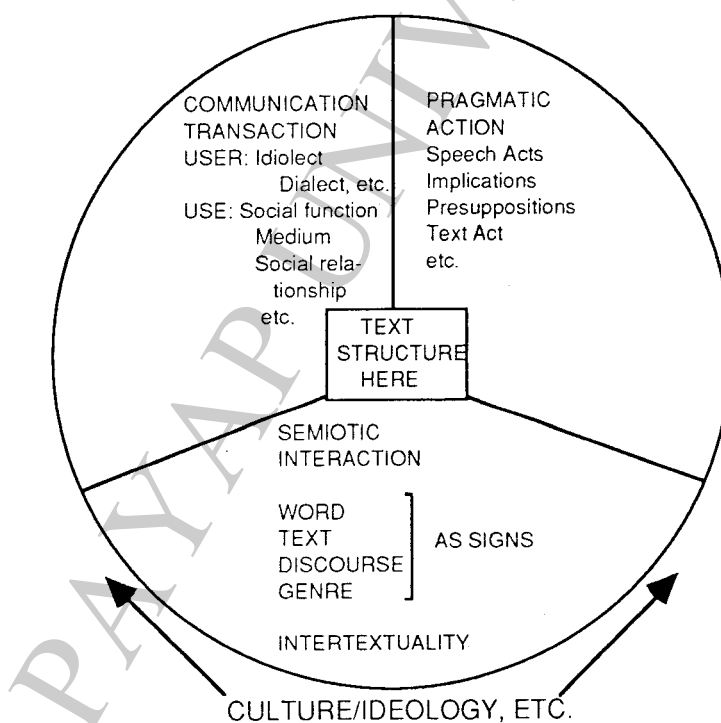 COMMUNICATION
TRANSACTION
USER: Idiolect
Dialect, etc.
USE: Social function
Medium
Social rela-
tionship
etc.
PRAGMATIC
ACTION
Speech Acts
Implications
Presuppositions
Text Act
etc.
TEXT
STRUCTURE
HERE
SEMIOTIC
INTERACTION
WORD
TEXT
DISCOURSE
GENRE
AS SIGNS
INTERTEXTUALITY
CULTURE/IDEOLOGY, ETC.
PAYAP UNIV